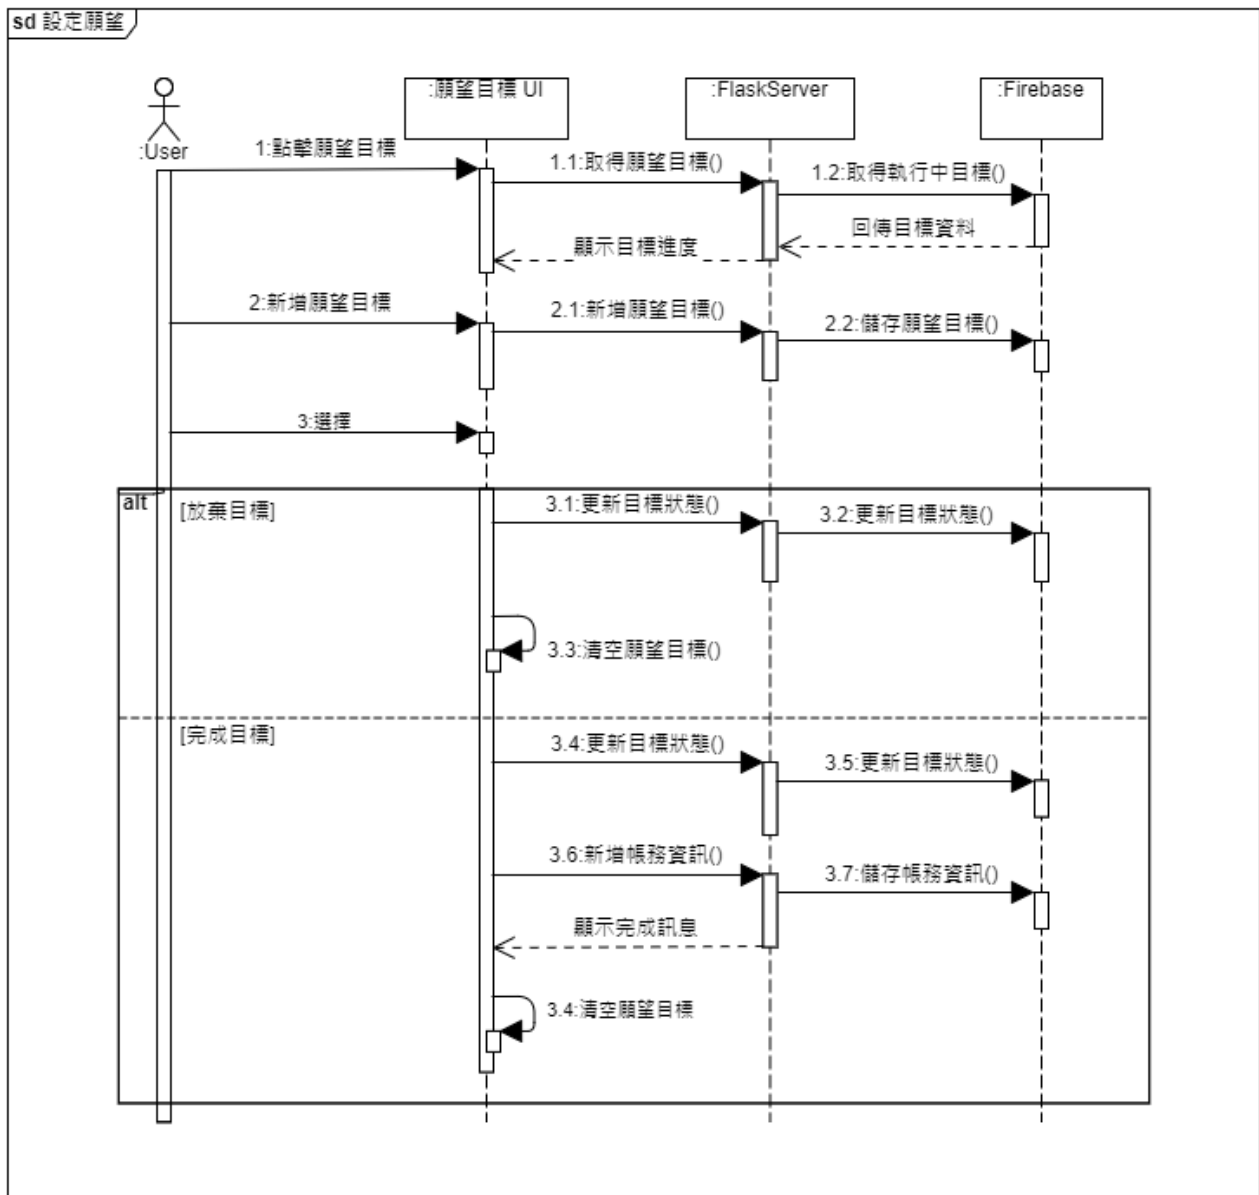 sd 設定願望
:User
:願望目標 UI
:FlaskServer
:Firebase
1:點擊願望目標
1.1:取得願望目標()
1.2:取得執行中目標()
回傳目標資料
顯示目標進度
2:新增願望目標
2.1:新增願望目標()
2.2:儲存願望目標()
3:選擇
alt
[放棄目標]
3.1:更新目標狀態()
3.2:更新目標狀態()
3.3:清空願望目標()
[完成目標]
3.4:更新目標狀態()
3.5:更新目標狀態()
3.6:新增帳務資訊()
3.7:儲存帳務資訊()
顯示完成訊息
3.4:清空願望目標